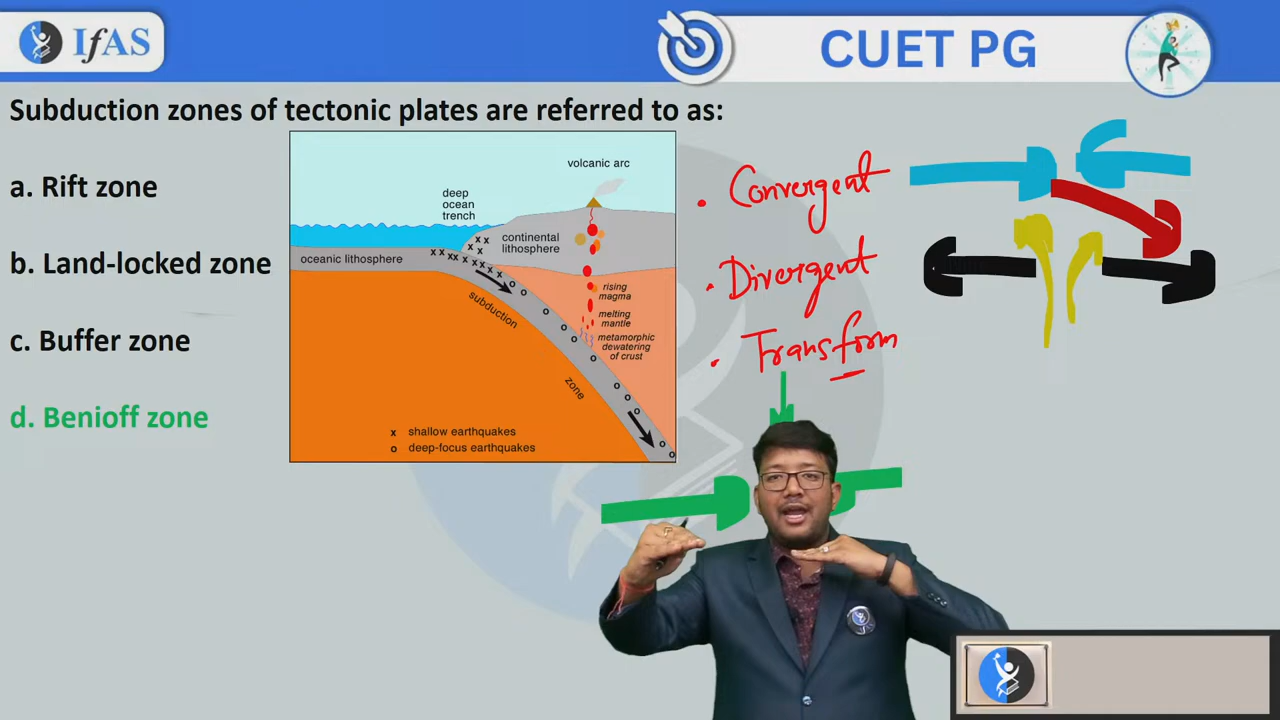 IfAS
CUET PG
Subduction zones of tectonic plates are referred to as:
a. Rift zone
b. Land-locked zone
c. Buffer zone
d. Benioff zone
volcanic arc
deep
ocean
trench
continental
lithosphere
oceanic lithosphere
subduction
zone
rising
magma
melting
mantle
metamorphic
dewatering
of crust
x shallow earthquakes
o deep-focus earthquakes
. Convergent
. Divergent
. Transform